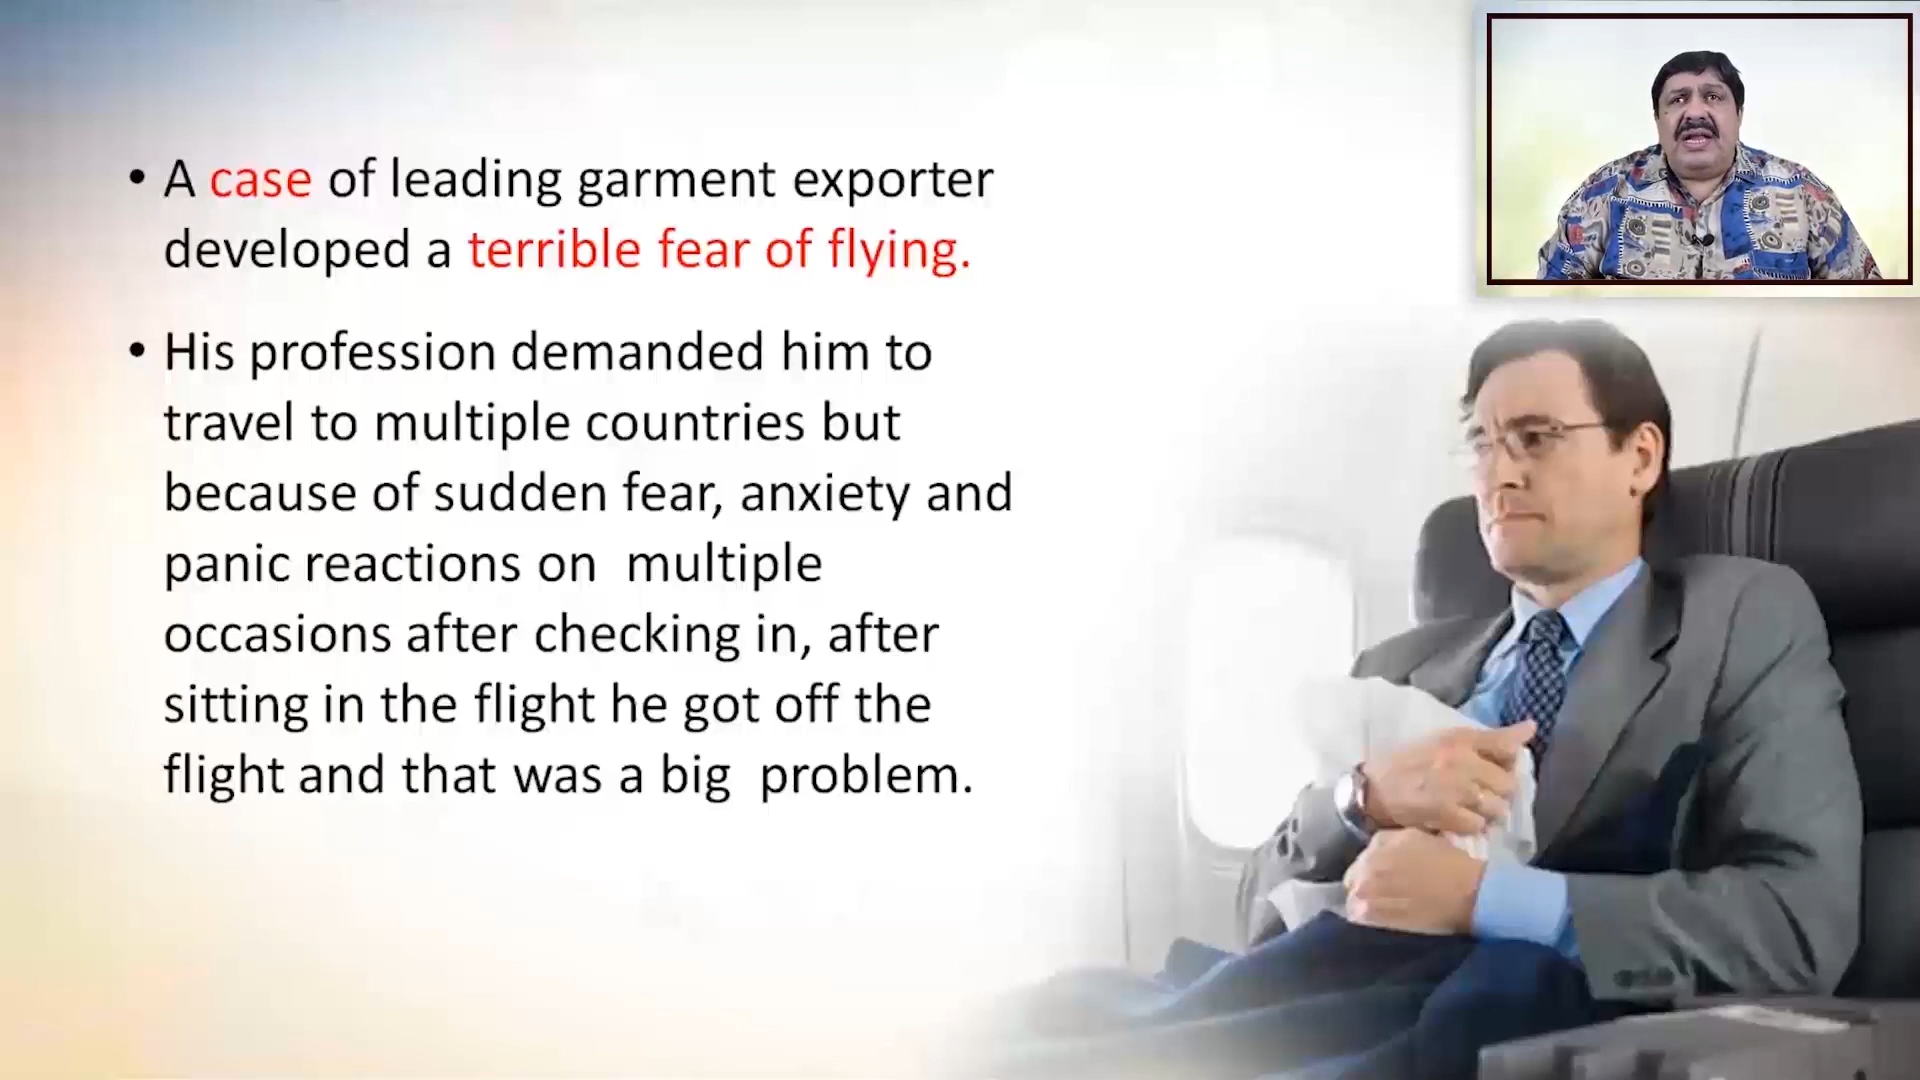 • A case of leading garment exporter
developed a terrible fear of flying.
• His profession demanded him to
travel to multiple countries but
because of sudden fear, anxiety and
panic reactions on  multiple
occasions after checking in, after
sitting in the flight he got off the
flight and that was a big  problem.